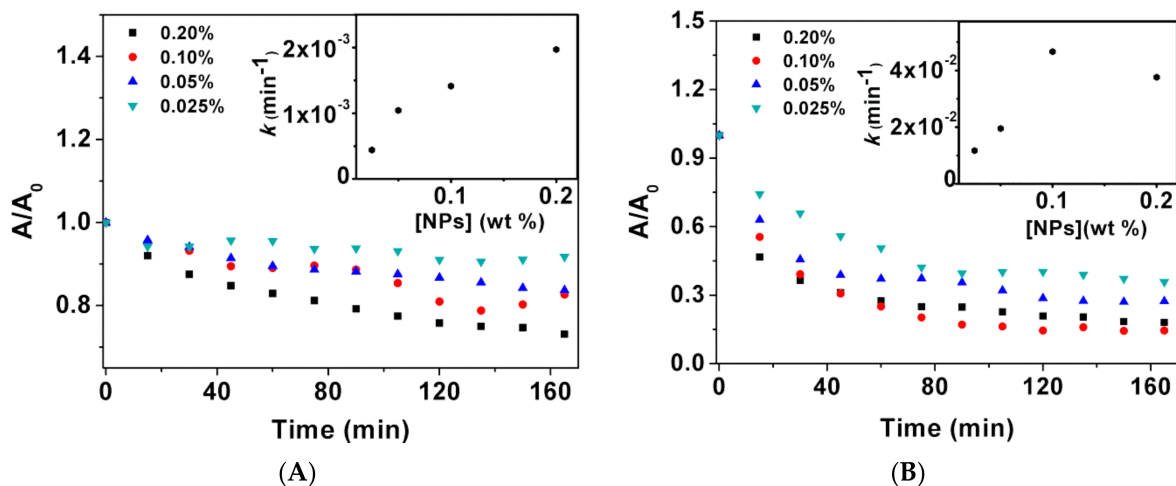 1.4
1.2
1.0
0.8
A/A0
0.20%
0.10%
0.05%
0.025%
2x10-3
1x10-3
0
k (min-1)
0.1 0.2
[NPs] (wt %)
0 40 80 120 160
Time (min)
(A)
1.5
1.2
0.9
0.6
0.3
0.0
A/A0
0.20%
0.10%
0.05%
0.025%
4x10-2
2x10-2
0
k (min-1)
0.1 0.2
[NPs](wt %)
0 40 80 120 160
Time (min)
(B)